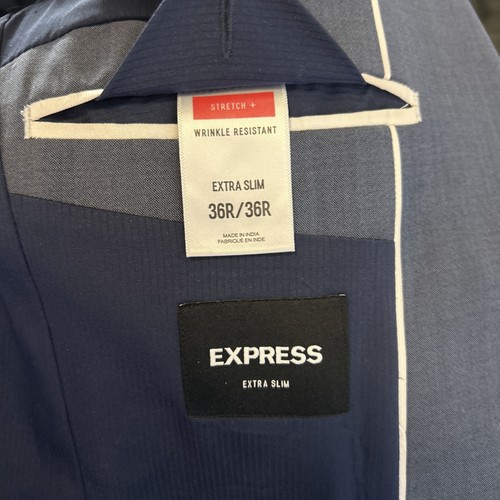 STRETCH +
WRINKLE RESISTANT
EXTRA SLIM
36R/36R
MADE IN INDIA
FABRIQUÉ EN INDE
EXPRESS
EXTRA SLIM